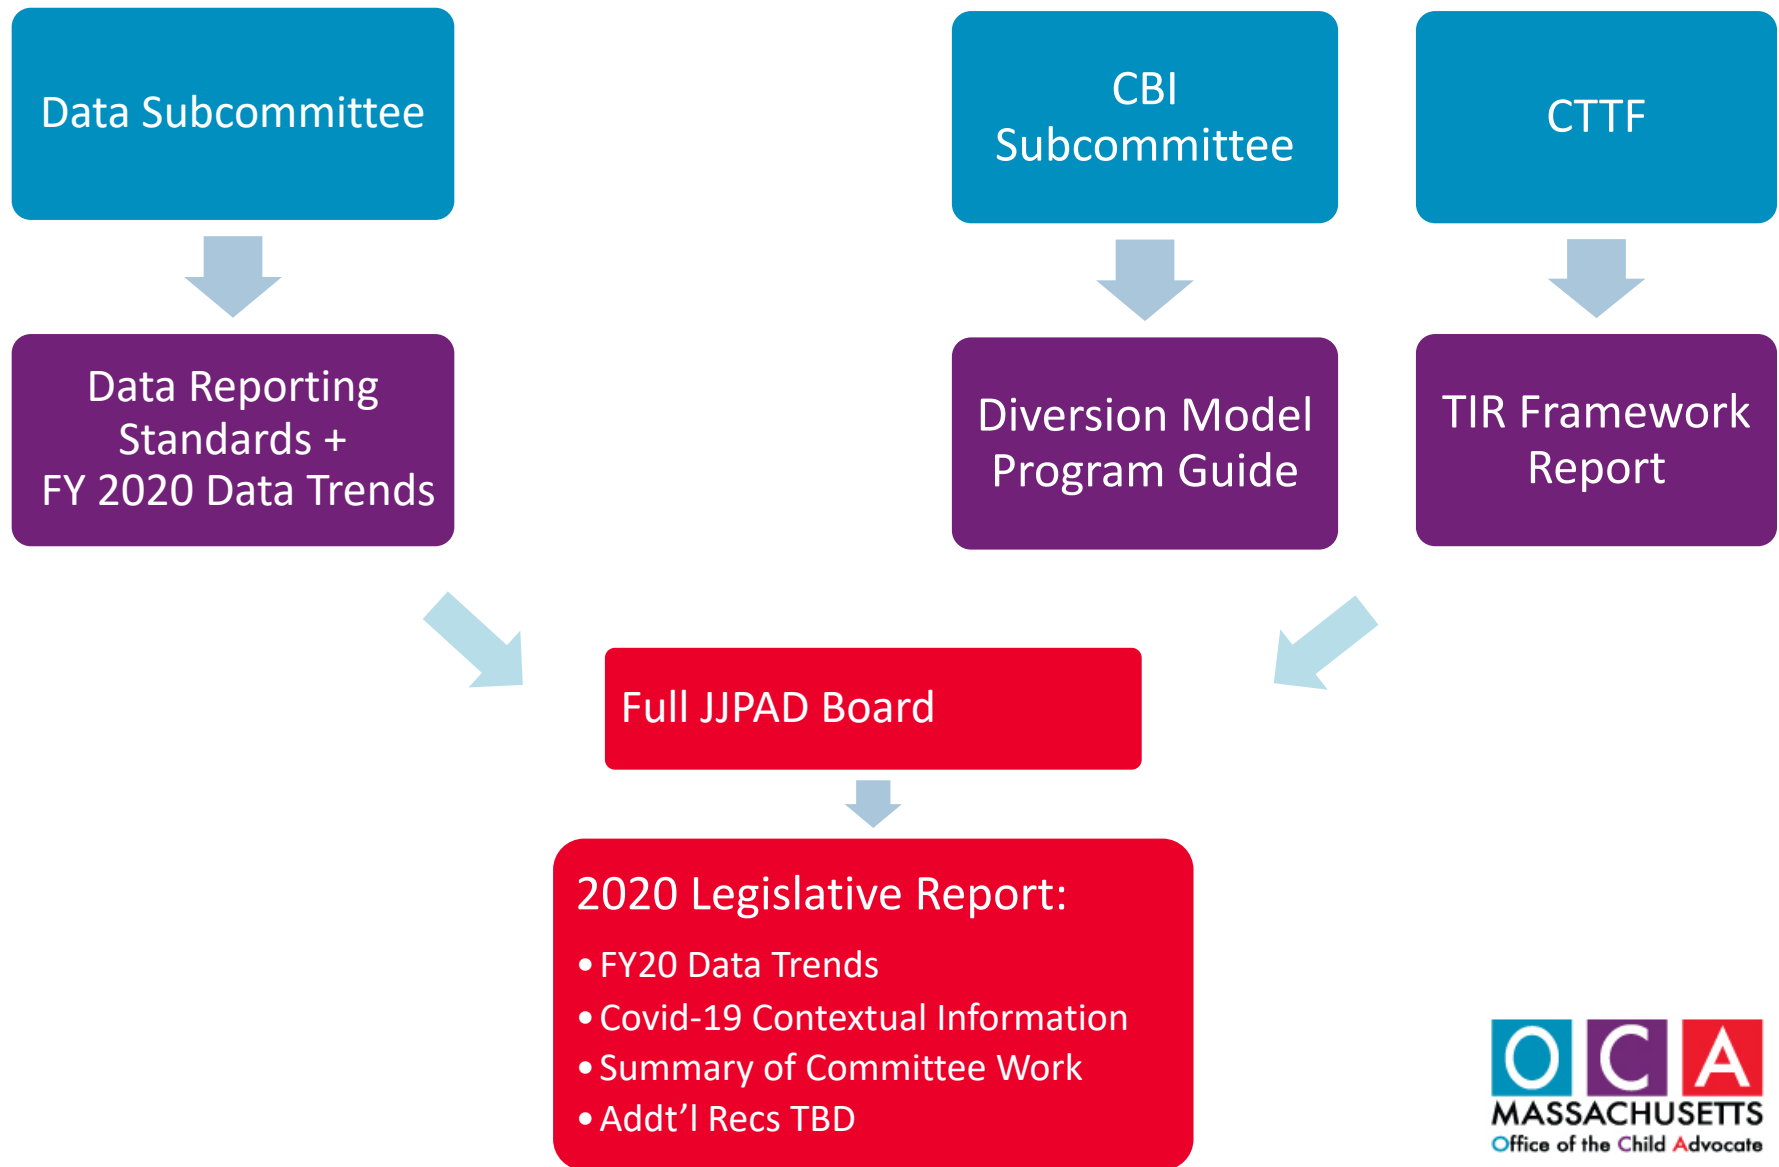 Data Subcommittee
CBI
Subcommittee
CTTF
Data Reporting
Standards +
FY 2020 Data Trends
Diversion Model
Program Guide
TIR Framework
Report
Full JJPAD Board
2020 Legislative Report:
• FY20 Data Trends
• Covid-19 Contextual Information
• Summary of Committee Work
• Addt’l Recs TBD
OCA
MASSACHUSETTS
Office of the Child Advocate